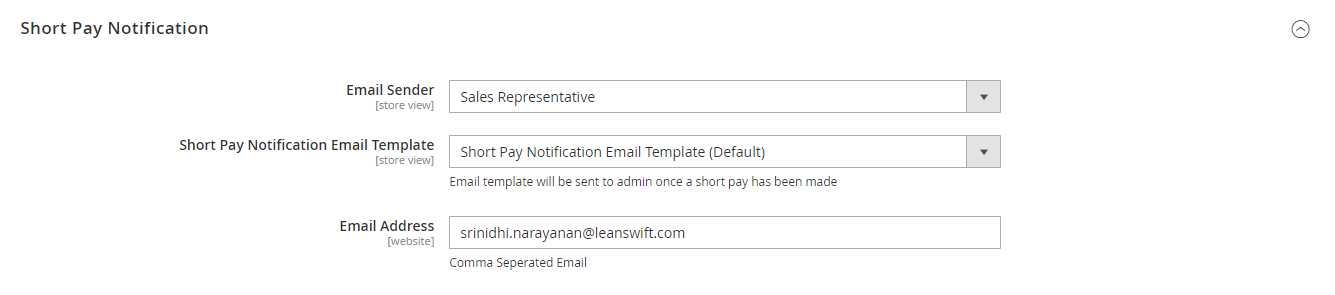 Short Pay Notification
Email Sender
[store view]
Sales Representative
Short Pay Notification Email Template
[store view]
Short Pay Notification Email Template (Default)
Email template will be sent to admin once a short pay has been made
Email Address
[website]
srinidhi.narayanan@leanswift.com
Comma Seperated Email